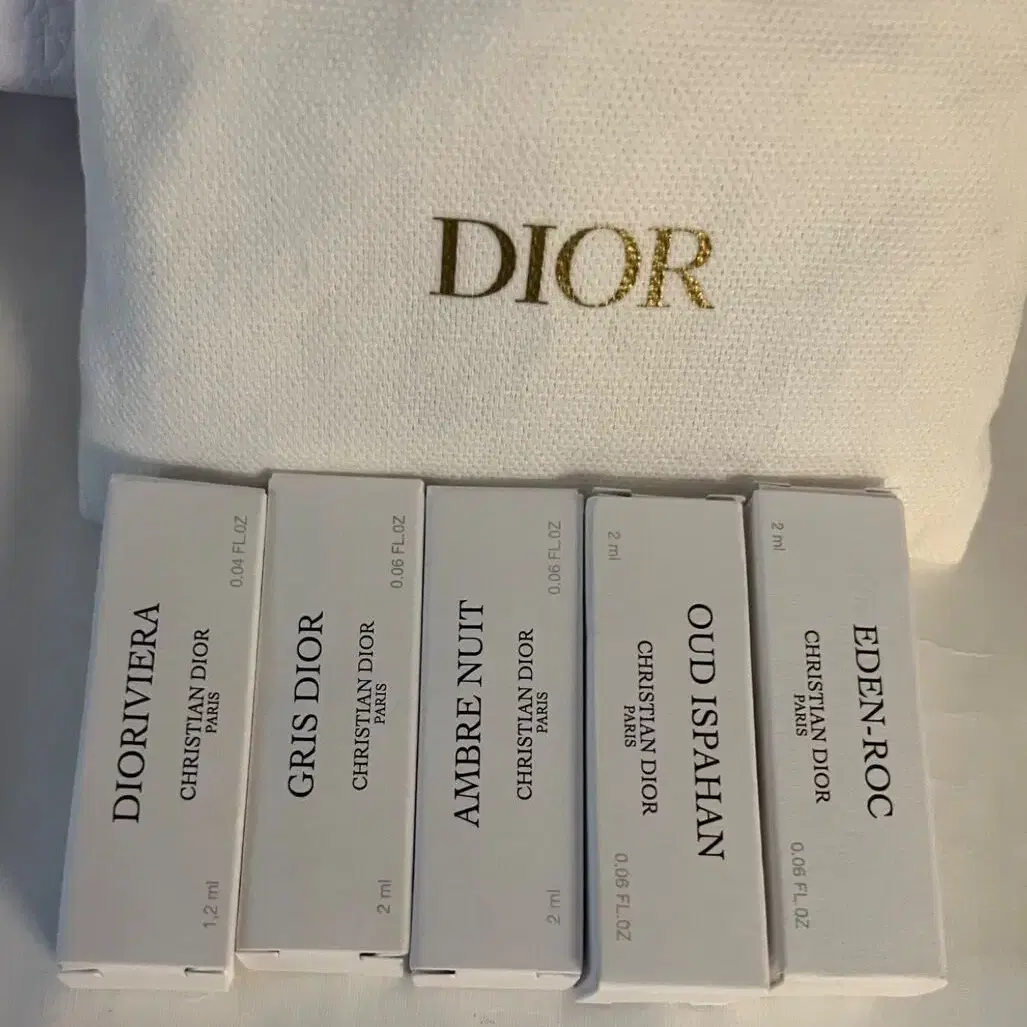 DIOR
DIORIVIERA
CHRISTIAN DIOR
PARIS
0.04 FL.OZ
1,2 ml
GRIS DIOR
CHRISTIAN DIOR
PARIS
0.06 FL.OZ
2 ml
AMBRE NUIT
CHRISTIAN DIOR
PARIS
0.06 FL.OZ
2 ml
OUD ISPAHAN
CHRISTIAN DIOR
PARIS
2 ml
0.06 FL.OZ
EDEN-ROC
CHRISTIAN DIOR
PARIS
2 ml
0.06 FL.OZ